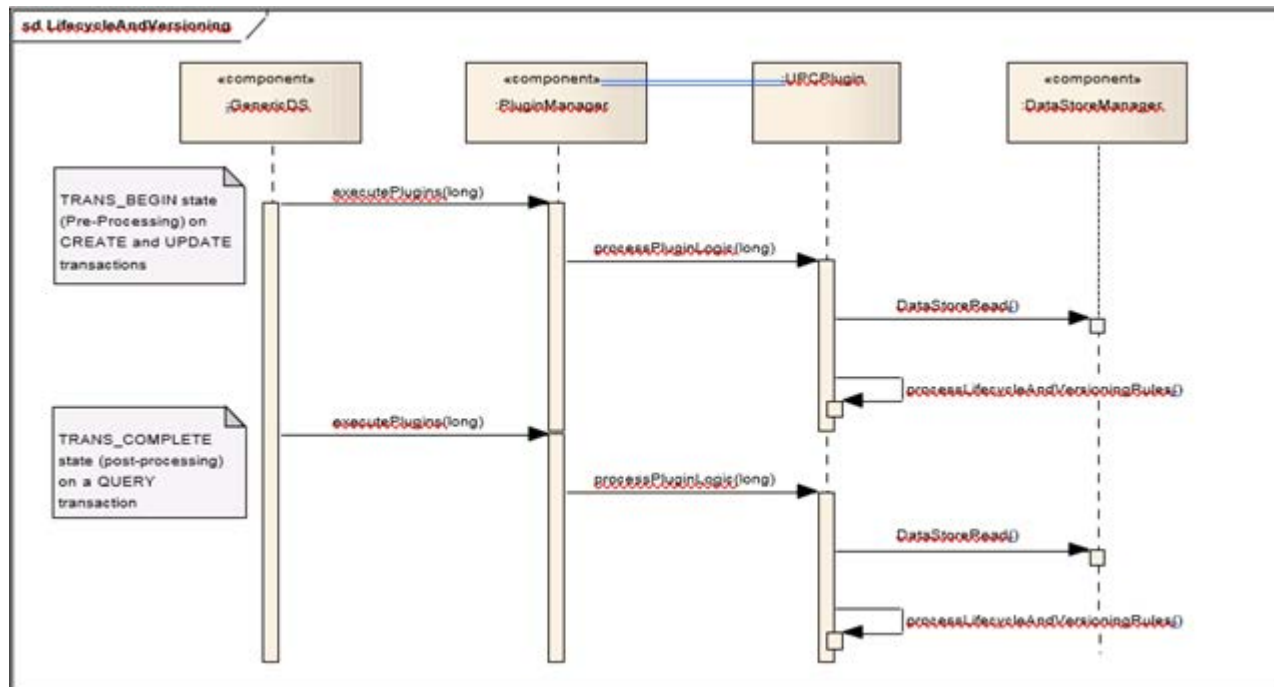 sd LifecycleAndVersioning
«component»
:GenericDS
«component»
:PluginManager
:UPCPlugin
«component»
:DataStoreManager
TRANS_BEGIN state
(Pre-Processing) on
CREATE and UPDATE
transactions
executePlugins(long)
processPluginLogic(long)
DataStoreRead()
processLifecycleAndVersioningRules()
TRANS_COMPLETE
state (post-processing)
on a QUERY
transaction
executePlugins(long)
processPluginLogic(long)
DataStoreRead()
processLifecycleAndVersioningRules()